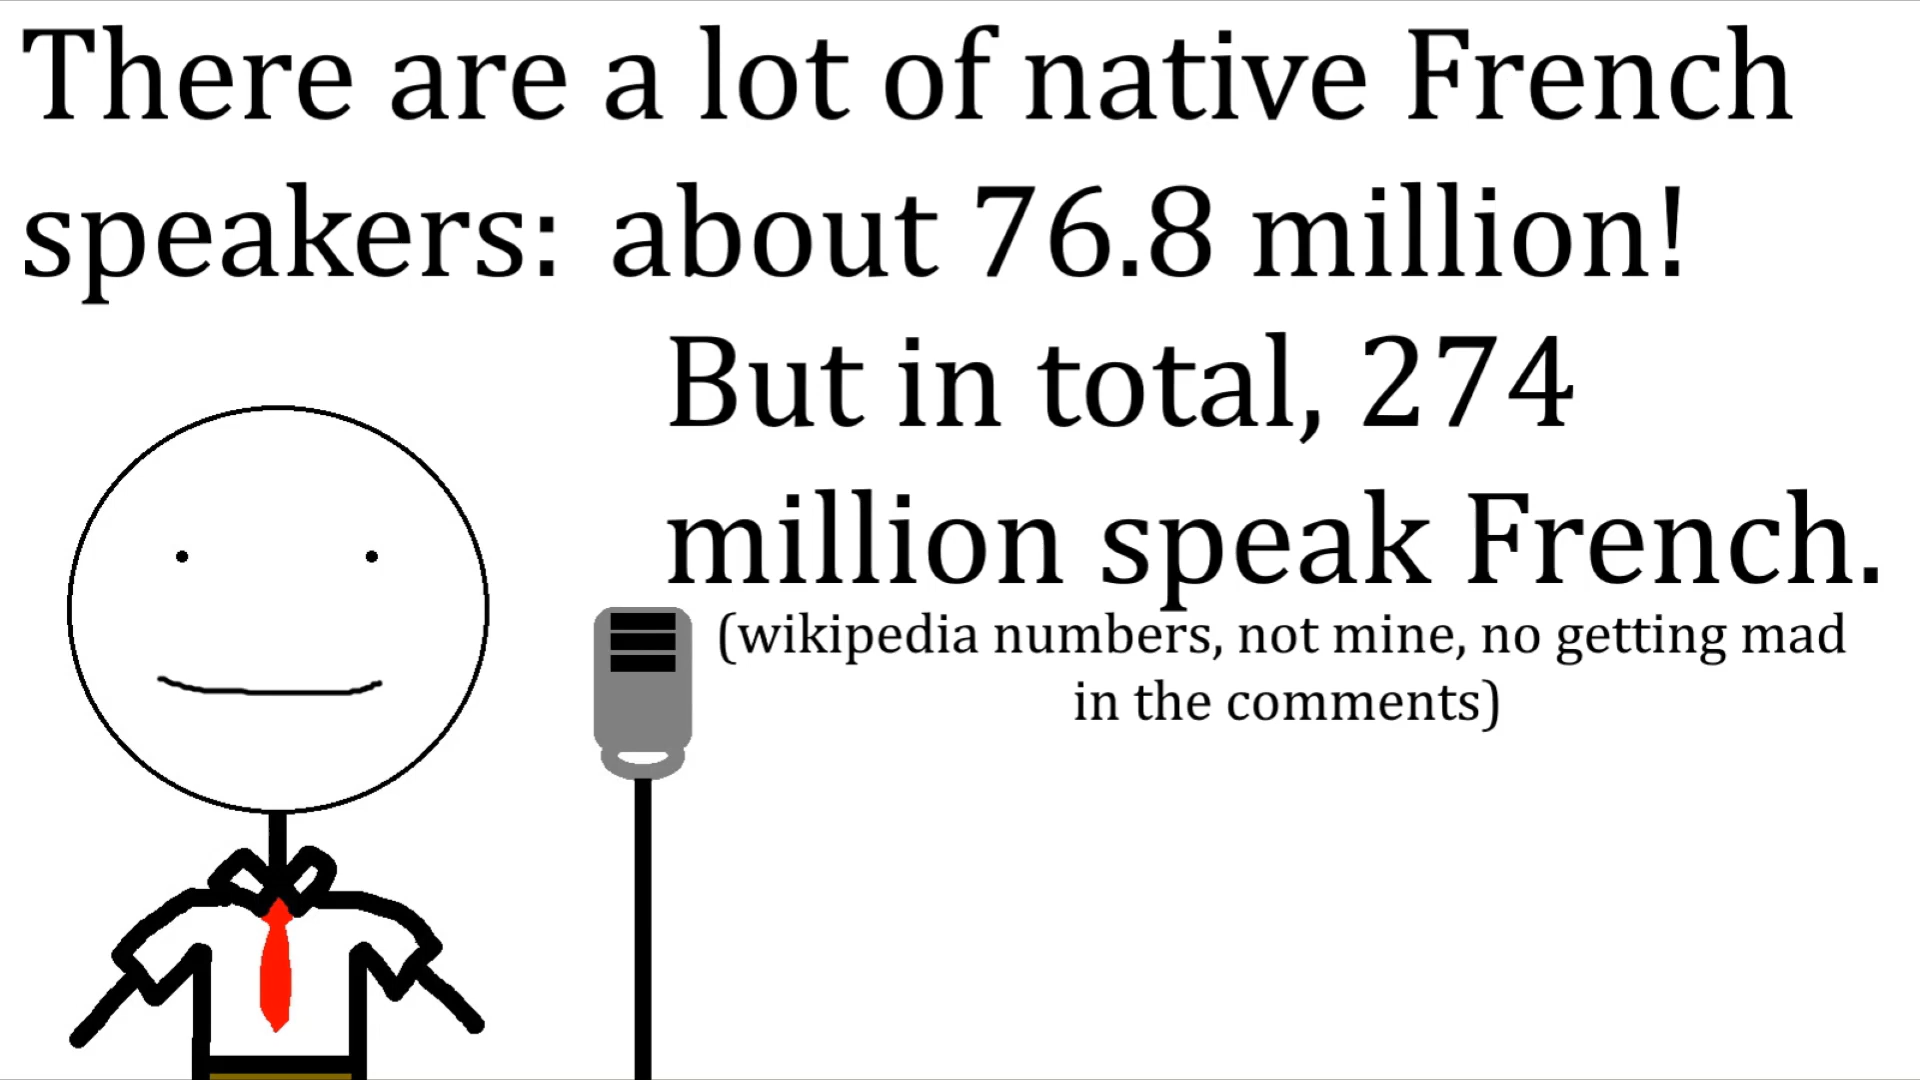 There are a lot of native French
speakers: about 76.8 million!
But in total, 274
million speak French.
(wikipedia numbers, not mine, no getting mad
in the comments)